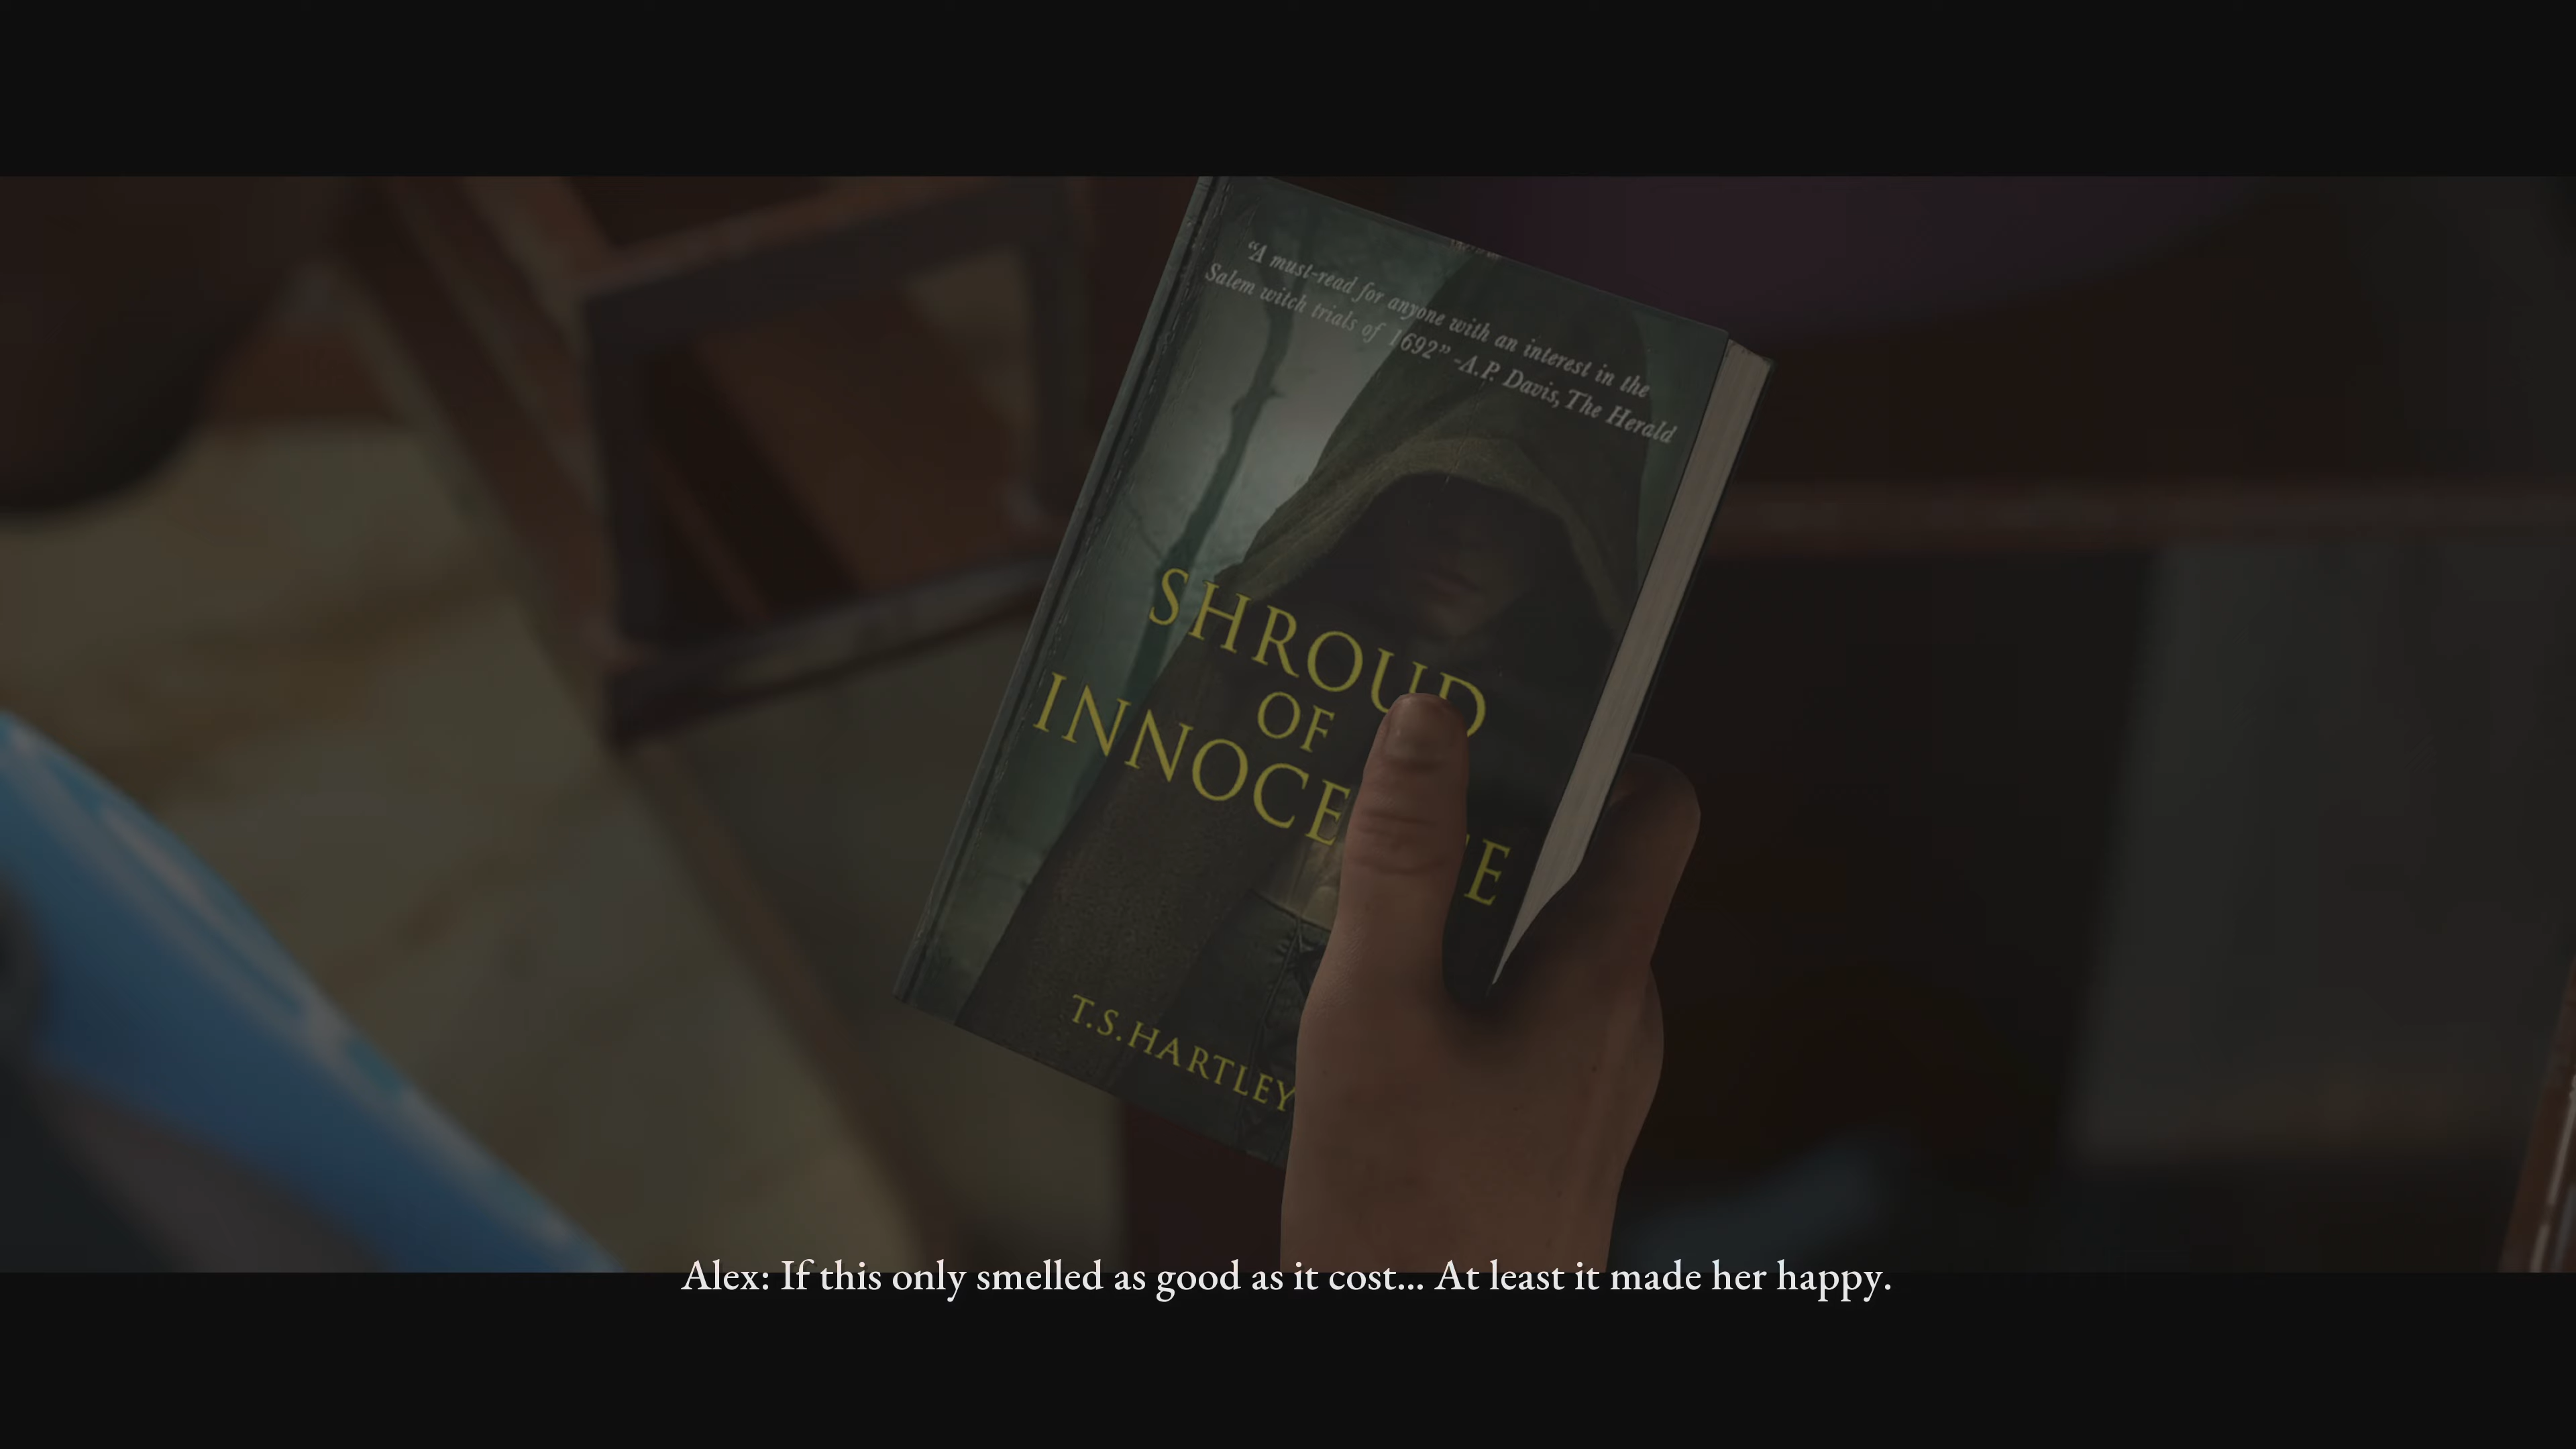 “A must-read for anyone with an interest in the
Salem witch trials of 1692” -A.P. Davis, The Herald
SHROUD
OF
INNOCE E
T.S. HARTLEY
Alex: If this only smelled as good as it cost... At least it made her happy.